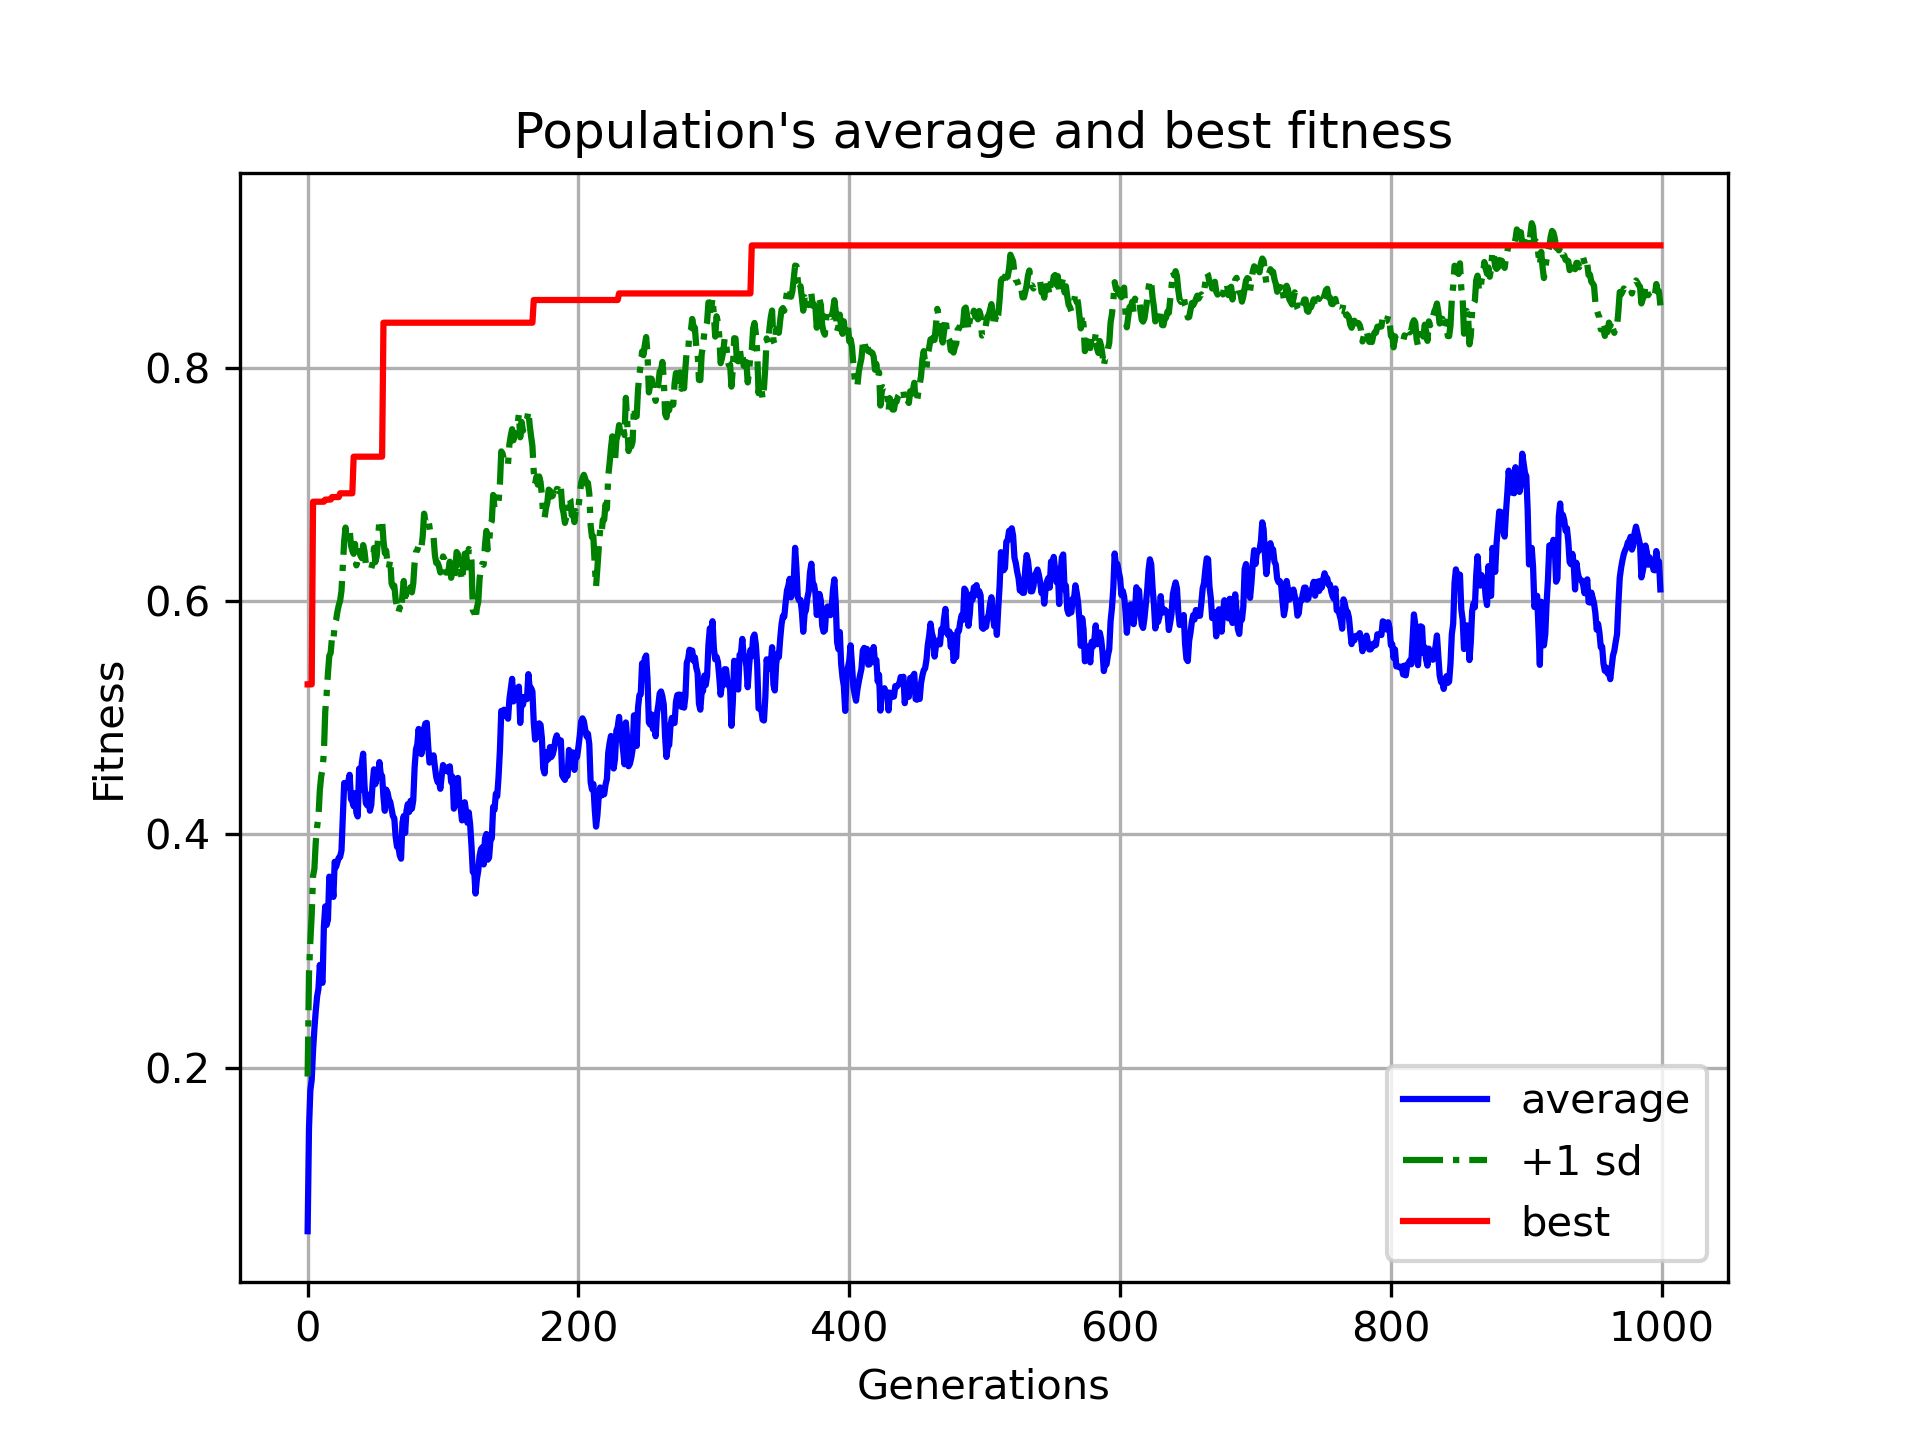 Population's average and best fitness
Fitness
0.8
0.6
0.4
0.2
0 200 400 600 800 1000
Generations
average
+1 sd
best